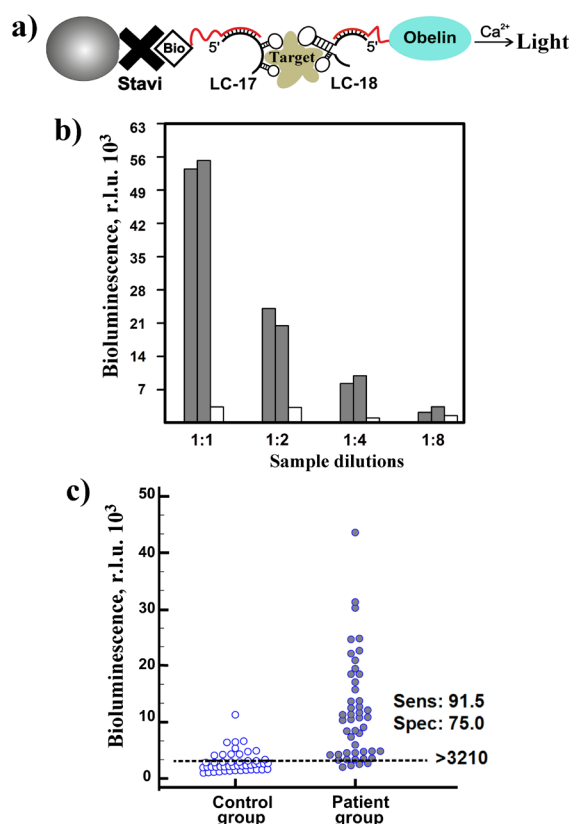 a)
Bio
5'
Target
5'
Obelin
Ca²⁺
Light
Stavi
LC-17
LC-18
b)
Bioluminescence, r.l.u. 10³
63
56
49
42
35
28
21
14
7
1:1
1:2
1:4
1:8
Sample dilutions
c)
Bioluminescence, r.l.u. 10³
50
40
30
20
10
0
Sens: 91.5
Spec: 75.0
>3210
Control
group
Patient
group